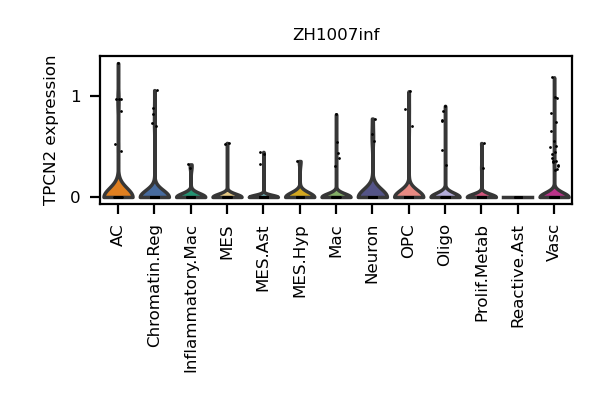 ZH1007inf
TPCN2 expression
1
0
AC
Chromatin.Reg
Inflammatory.Mac
MES
MES.Ast
MES.Hyp
Mac
Neuron
OPC
Oligo
Prolif.Metab
Reactive.Ast
Vasc